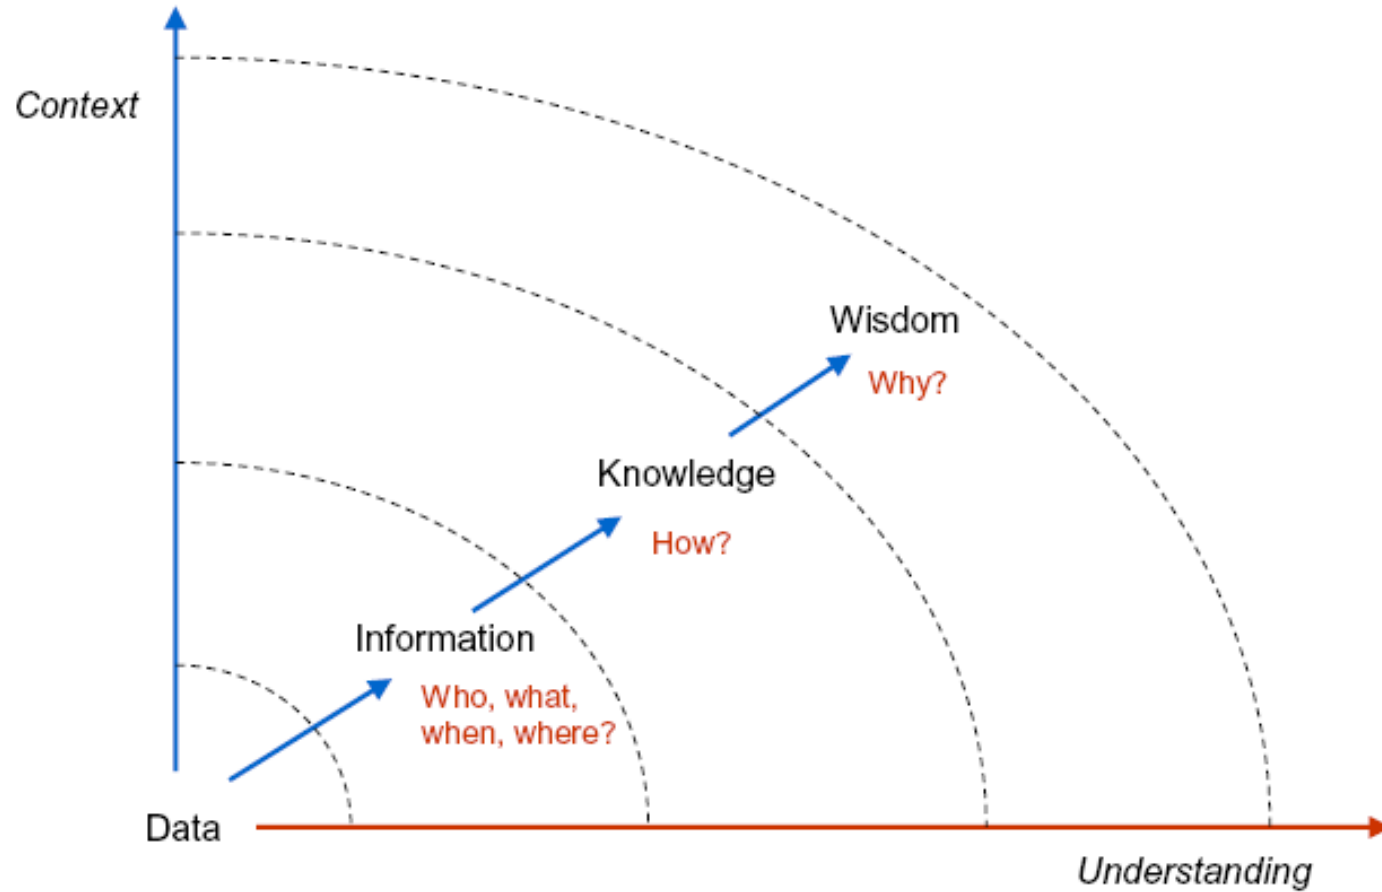 Context
Wisdom
Why?
Knowledge
How?
Information
Who, what,
when, where?
Data
Understanding